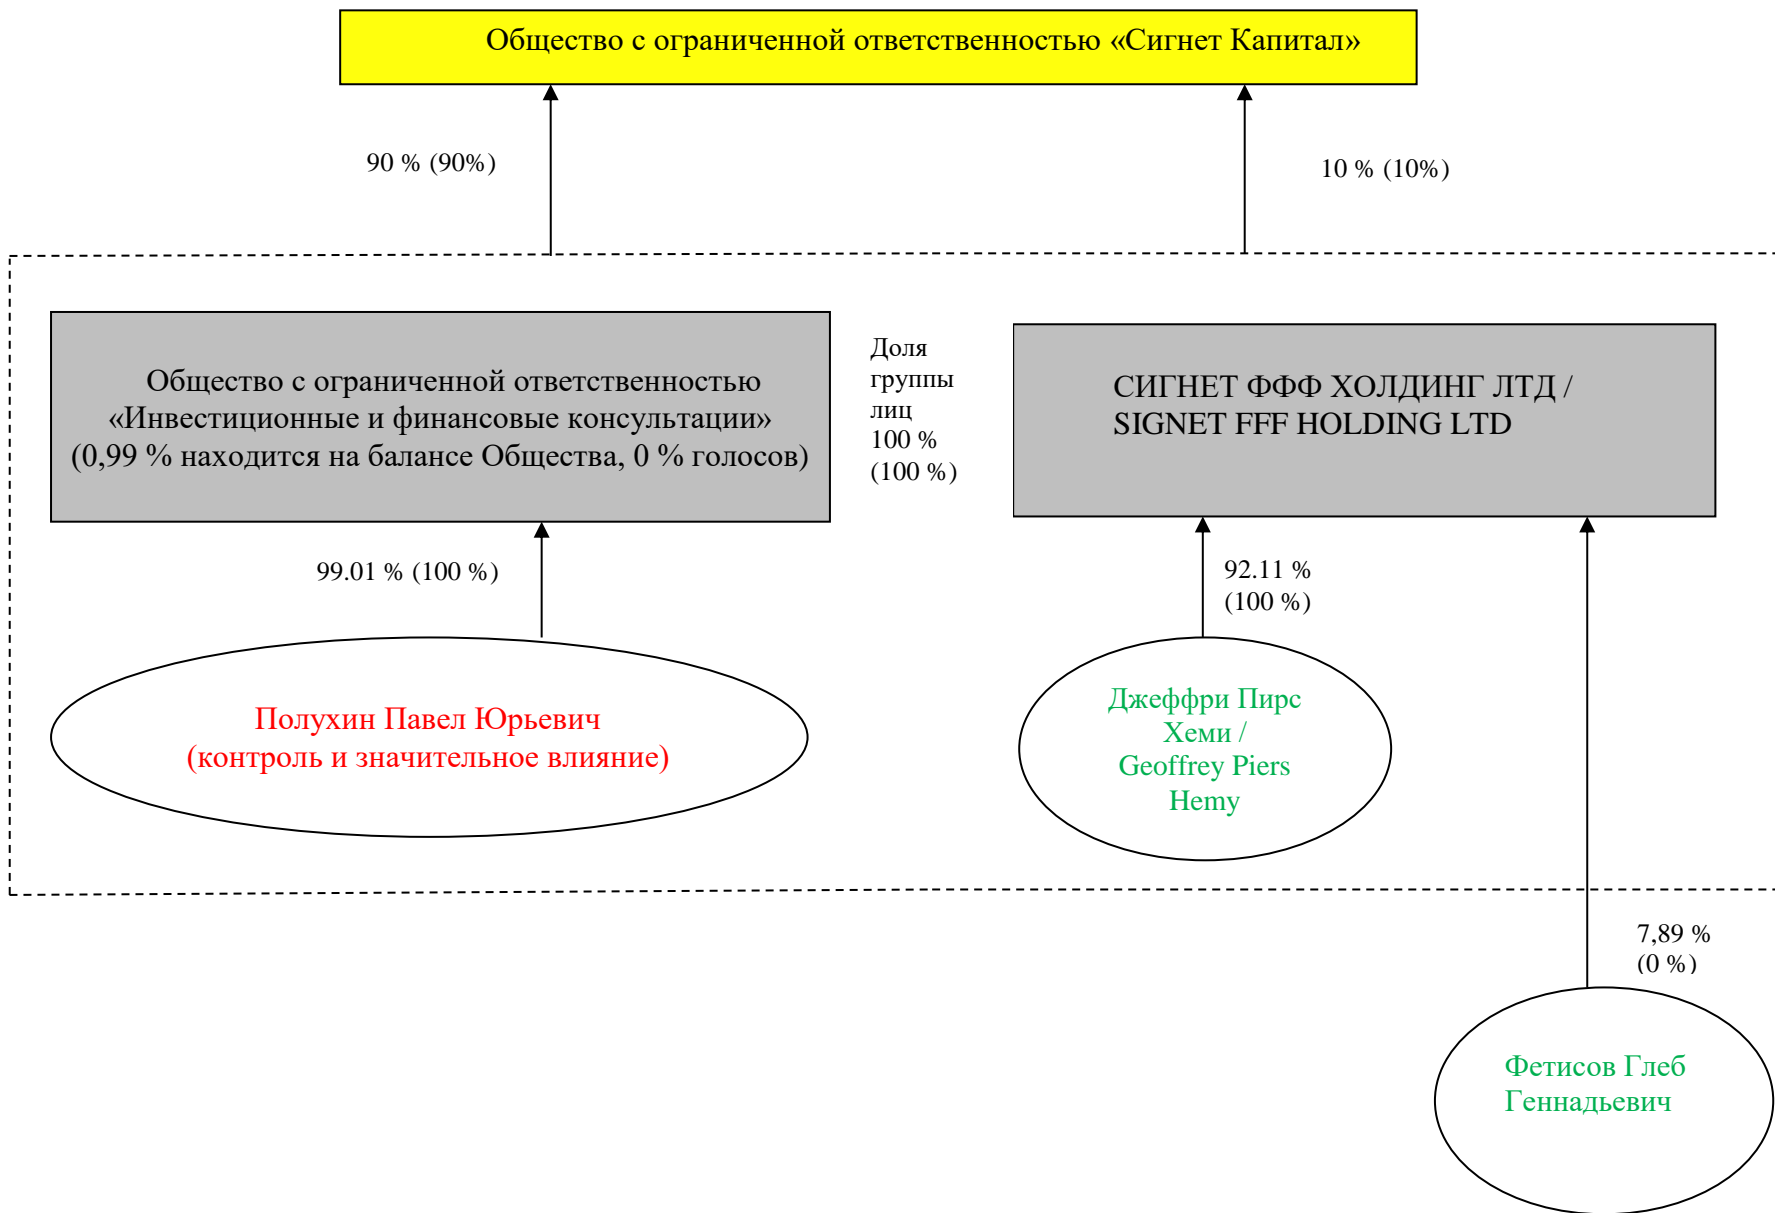 Общество с ограниченной ответственностью «Сигнет Капитал»
90 % (90%)
10 % (10%)
Общество с ограниченной ответственностью
«Инвестиционные и финансовые консультации»
(0,99 % находится на балансе Общества, 0 % голосов)
Доля
группы
лиц
100 %
(100 %)
СИГНЕТ ФФФ ХОЛДИНГ ЛТД /
SIGNET FFF HOLDING LTD
99.01 % (100 %)
92.11 %
(100 %)
Полухин Павел Юрьевич
(контроль и значительное влияние)
Джеффри Пирс
Хеми /
Geoffrey Piers
Hemy
7,89 %
(0 %)
Фетисов Глеб
Геннадьевич